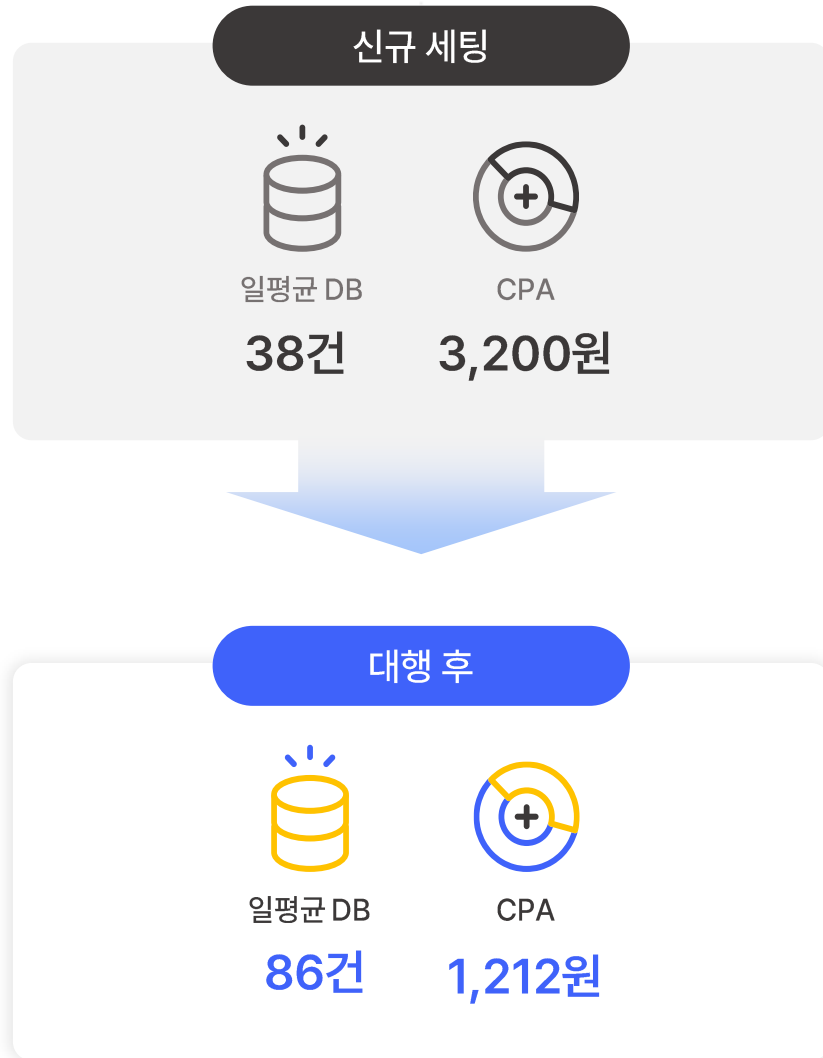 신규 세팅
일평균 DB
CPA
38건
3,200원
대행 후
일평균 DB
CPA
86건
1,212원